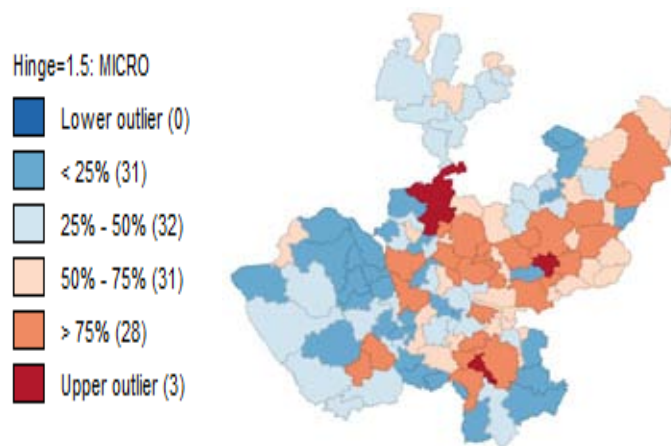 Hinge=1.5: MICRO
Lower outlier (0)
< 25% (31)
25% - 50% (32)
50% - 75% (31)
> 75% (28)
Upper outlier (3)